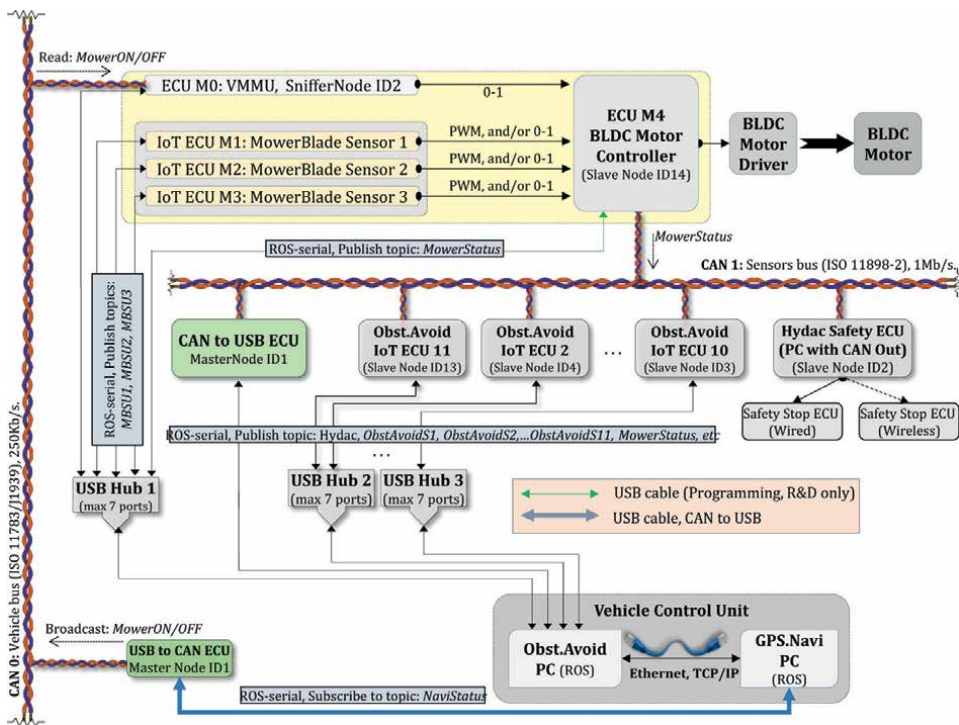 Read: MowerON/OFF
ECU M0: VMMU, SnifferNode ID2
0-1
IoT ECU M1: MowerBlade Sensor 1
PWM, and/or 0-1
IoT ECU M2: MowerBlade Sensor 2
PWM, and/or 0-1
IoT ECU M3: MowerBlade Sensor 3
PWM, and/or 0-1
ECU M4
BLDC Motor
Controller
(Slave Node ID14)
BLDC
Motor
Driver
BLDC
Motor
ROS-serial, Publish topic: MowerStatus
MowerStatus
CAN 1: Sensors bus (ISO 11898-2), 1Mb/s.
ROS-serial, Publish topics:
MBSU1, MBSU2, MBSU3
CAN to USB ECU
MasterNode ID1
Obst.Avoid
IoT ECU 11
(Slave Node ID13)
Obst.Avoid
IoT ECU 2
(Slave Node ID4)
...
Obst.Avoid
IoT ECU 10
(Slave Node ID3)
Hydac Safety ECU
(PC with CAN Out)
(Slave Node ID2)
Safety Stop ECU
(Wired)
Safety Stop ECU
(Wireless)
ROS-serial, Publish topic: Hydac, ObstAvoidS1, ObstAvoidS2,...ObstAvoidS11, MowerStatus, etc
...
USB Hub 1
(max 7 ports)
USB Hub 2
(max 7 ports)
USB Hub 3
(max 7 ports)
USB cable (Programming, R&D only)
USB cable, CAN to USB
CAN 0: Vehicle bus (ISO 11783/J1939), 250Kb/s.
Vehicle Control Unit
Obst.Avoid
PC (ROS)
Ethernet, TCP/IP
GPS.Navi
PC
(ROS)
Broadcast: MowerON/OFF
USB to CAN ECU
Master Node ID1
ROS-serial, Subscribe to topic: NaviStatus